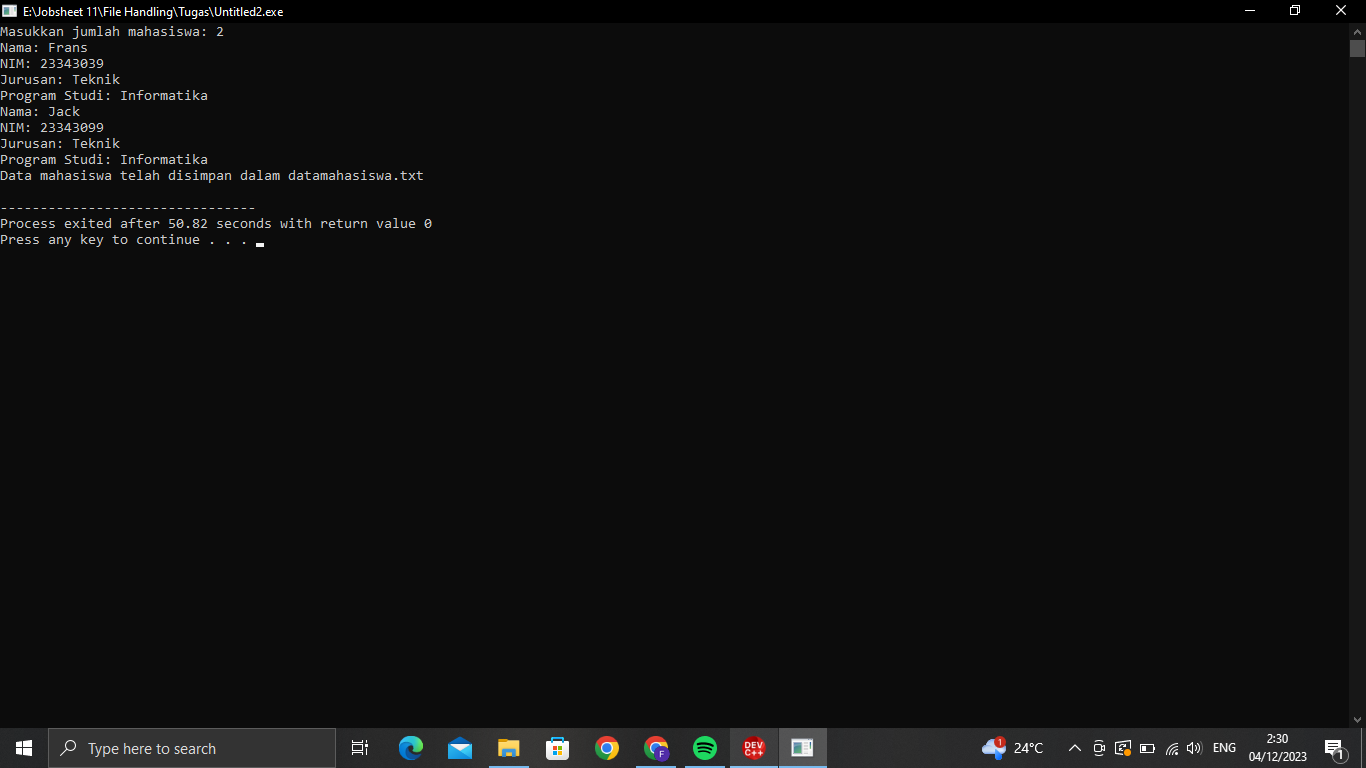 E:\Jobsheet 11\File Handling\Tugas\Untitled2.exe
Masukkan jumlah mahasiswa: 2
Nama: Frans
NIM: 23343039
Jurusan: Teknik
Program Studi: Informatika
Nama: Jack
NIM: 23343099
Jurusan: Teknik
Program Studi: Informatika
Data mahasiswa telah disimpan dalam datamahasiswa.txt
--------------------------------
Process exited after 50.82 seconds with return value 0
Press any key to continue . . .
Type here to search
F
DEV
C++
1
24°C
ENG
2:30
04/12/2023
1